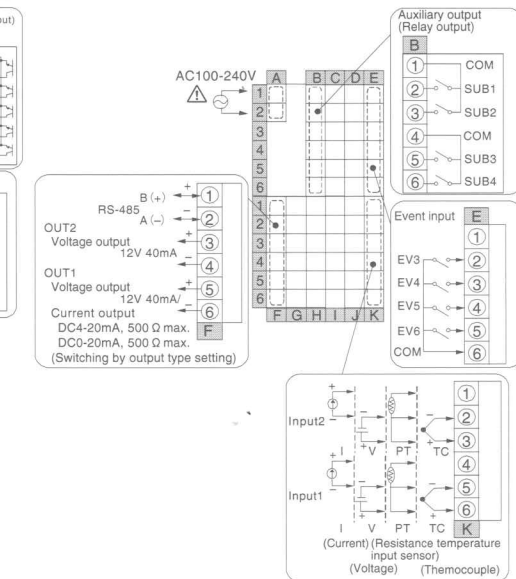 ut)
Auxiliary output
(Relay output)
B
1 COM
2 SUB1
3 SUB2
4 COM
5 SUB3
6 SUB4
AC100-240V
A B C D E
1
2
3
4
5
6
1
2
3
4
5
6
F G H I J K
+
B (+) 1
RS-485
A (−) − 2
OUT2
+ 3
Voltage output
12V 40mA
− 4
OUT1
+ 5
Voltage output
12V 40mA/
− 6
Current output
DC4-20mA, 500 Ω max.
DC0-20mA, 500 Ω max.
F
(Switching by output type setting)
Event input E
1
EV3 2
EV4 3
EV5 4
EV6 5
COM 6
1
+
− − 2
Input2
− + + 3
I V PT TC
+ 4
− − 5
Input1
− + + 6
I V PT TC K
(Current) (Resistance temperature
input sensor)
(Voltage) (Themocouple)